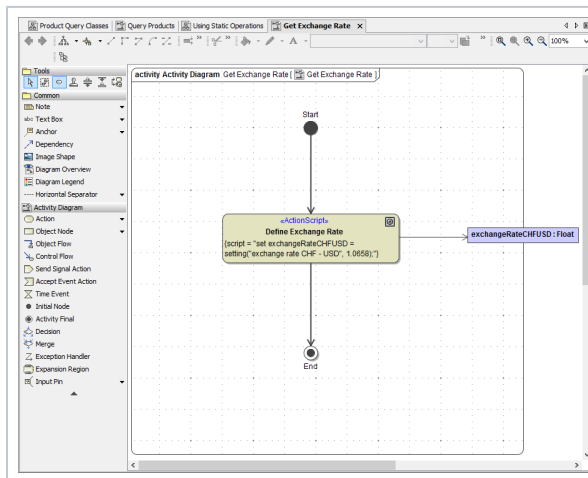 Product Query Classes
Query Products
Using Static Operations
Get Exchange Rate
100%
Tools
Common
Note
abc Text Box
Anchor
Dependency
Image Shape
Diagram Overview
Diagram Legend
Horizontal Separator
Activity Diagram
Action
Object Node
Object Flow
Control Flow
Send Signal Action
Accept Event Action
Time Event
Initial Node
Activity Final
Decision
Merge
Exception Handler
Expansion Region
Input Pin
activity Activity Diagram Get Exchange Rate [ Get Exchange Rate ]
Start
«ActionScript»
Define Exchange Rate
{script = "set exchangeRateCHFUSD =
setting("exchange rate CHF - USD", 1.0658);"}
exchangeRateCHFUSD : Float
End